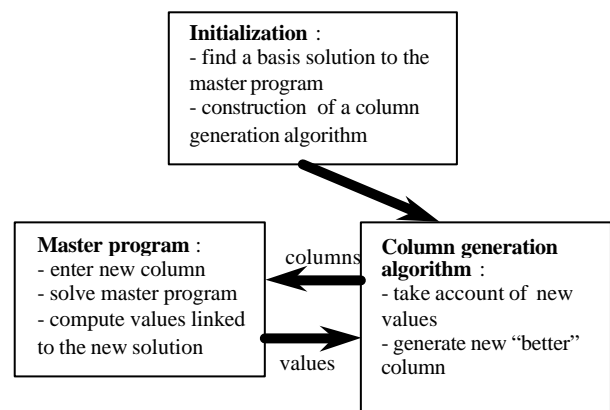 Initialization :
- find a basis solution to the
master program
- construction of a column
generation algorithm
Master program :
- enter new column
- solve master program
- compute values linked
to the new solution
columns
values
Column generation
algorithm :
- take account of new
values
- generate new “better”
column